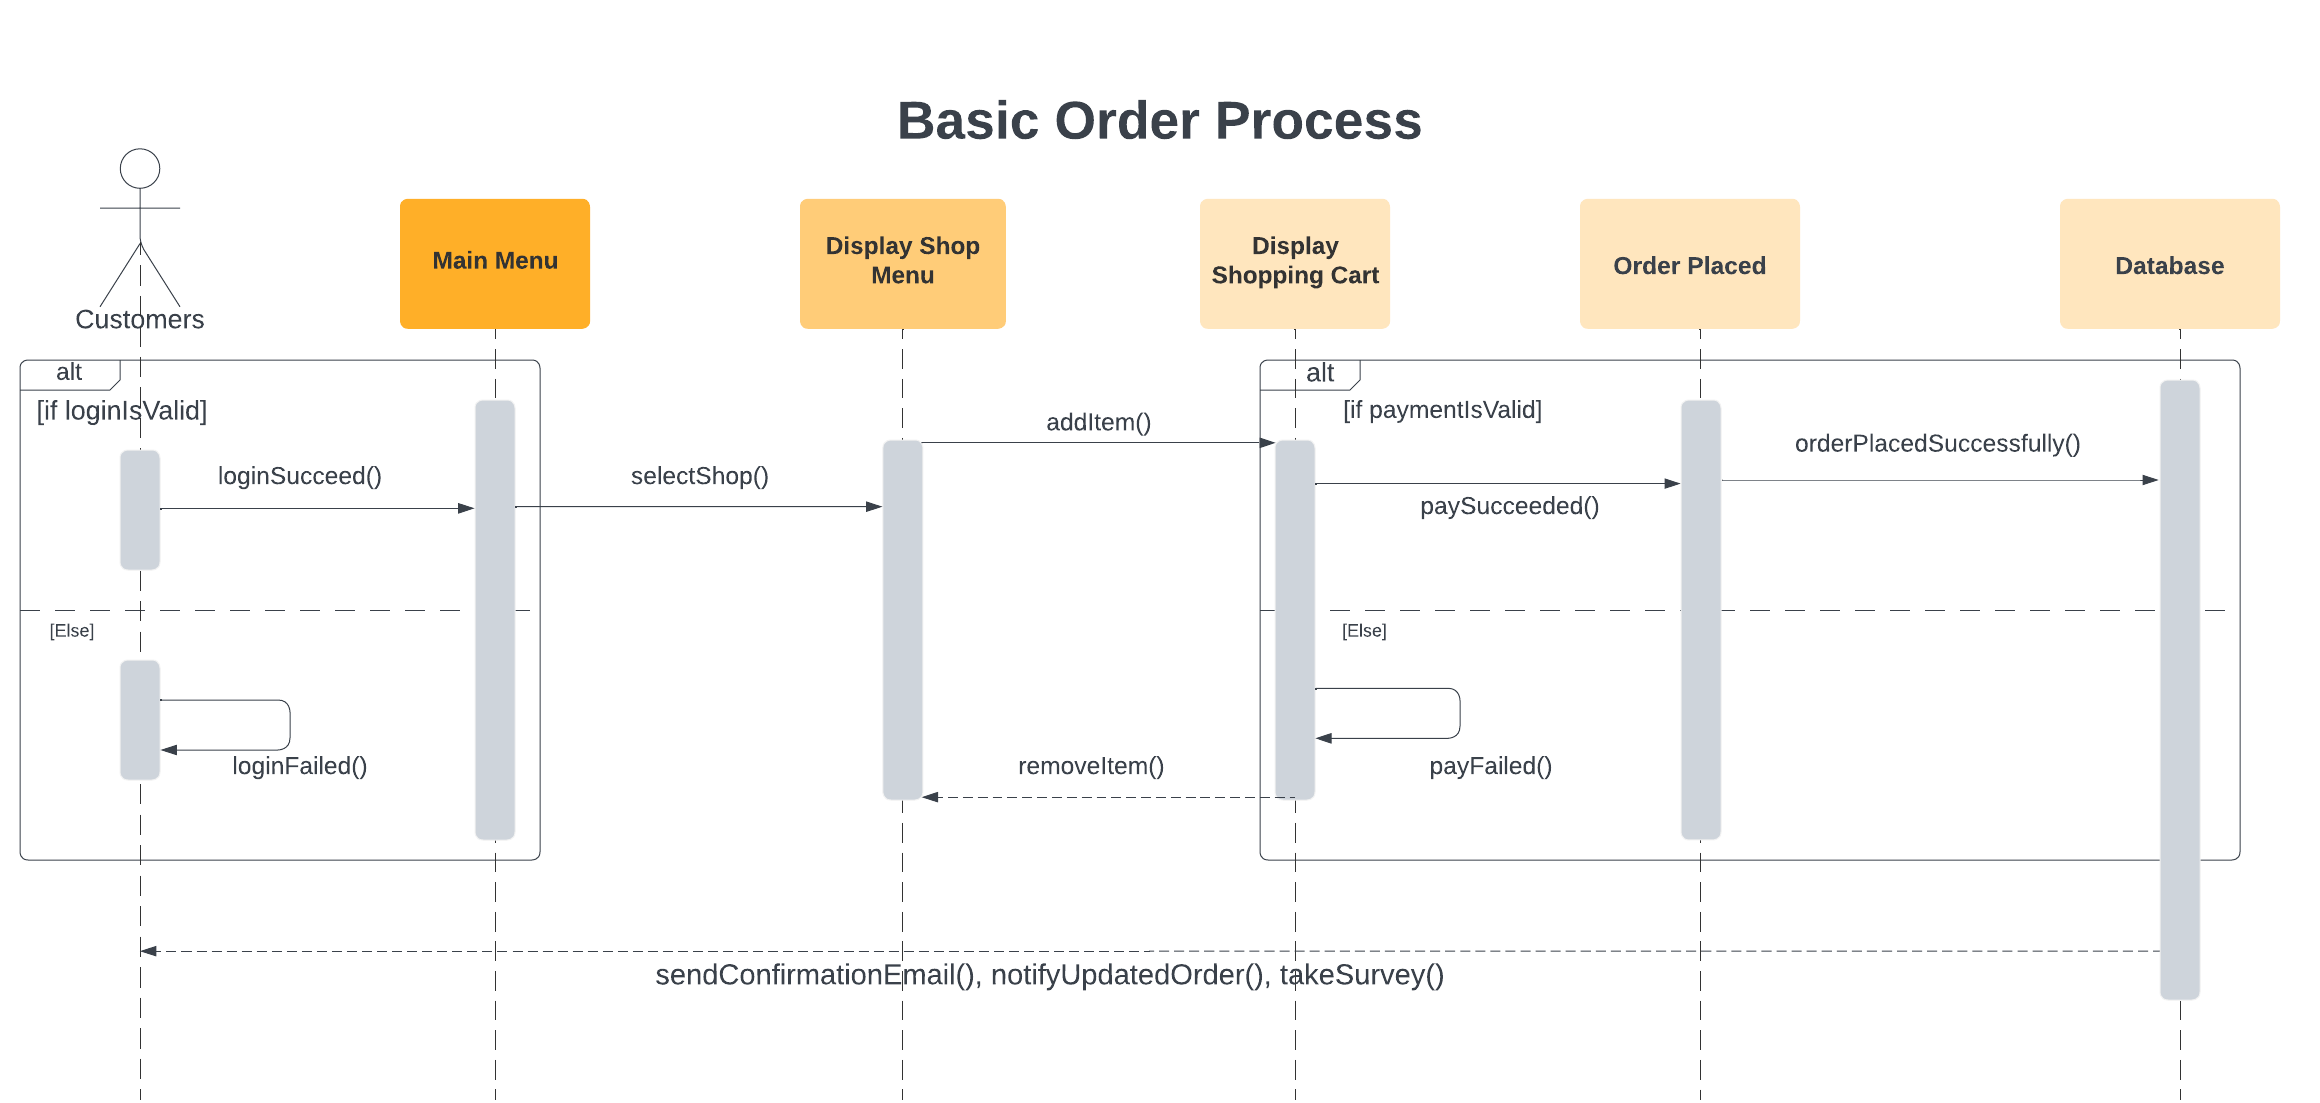 Basic Order Process
Customers
Main Menu
Display Shop
Menu
Display
Shopping Cart
Order Placed
Database
alt
[if loginIsValid]
loginSucceed()
selectShop()
addItem()
alt
[if paymentIsValid]
paySucceeded()
orderPlacedSuccessfully()
[Else]
loginFailed()
removeItem()
[Else]
payFailed()
sendConfirmationEmail(), notifyUpdatedOrder(), takeSurvey()